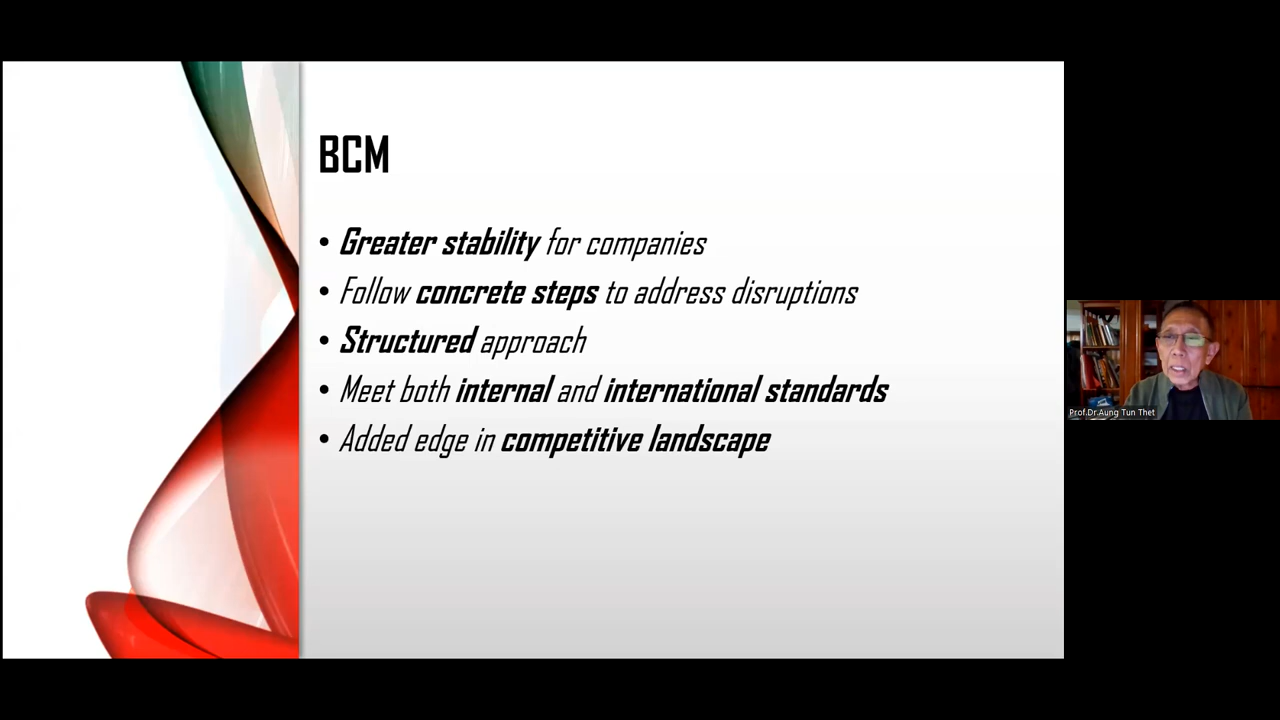 BCM
• Greater stability for companies
• Follow concrete steps to address disruptions
• Structured approach
• Meet both internal and international standards
• Added edge in competitive landscape
Prof.Dr.Aung Tun Thet